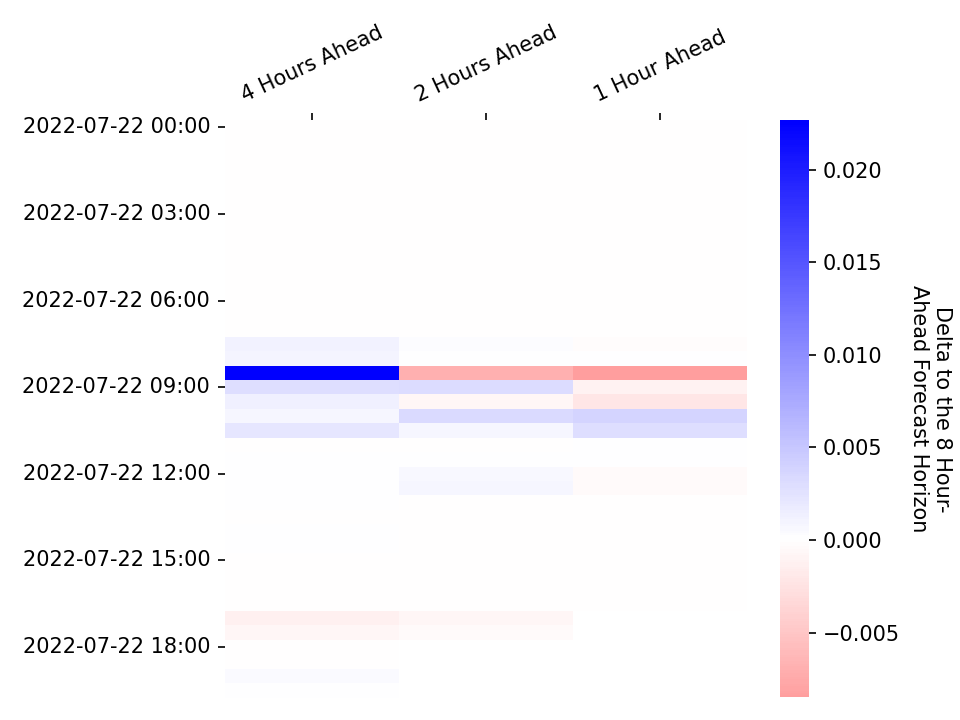 4 Hours Ahead
2 Hours Ahead
1 Hour Ahead
2022-07-22 00:00
2022-07-22 03:00
2022-07-22 06:00
2022-07-22 09:00
2022-07-22 12:00
2022-07-22 15:00
2022-07-22 18:00
0.020
0.015
0.010
0.005
0.000
−0.005
Delta to the 8 Hour-
Ahead Forecast Horizon